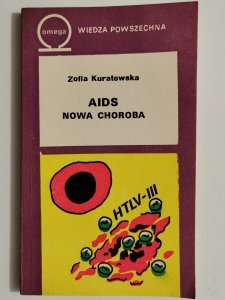 omega
WIEDZA POWSZECHNA
Zofia Kuratowska
AIDS
NOWA CHOROBA
HTLV-III